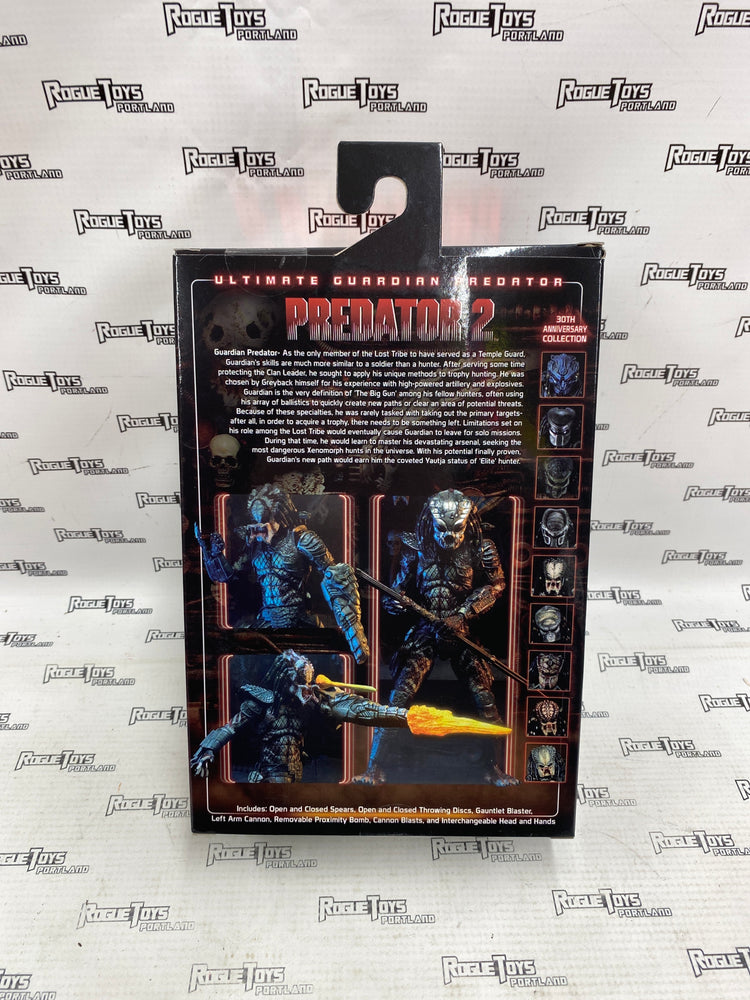 ROGUE TOYS PORTLAND
ULTIMATE GUARDIAN PREDATOR
PREDATOR 2
30TH
ANNIVERSARY
COLLECTION
Guardian Predator- As the only member of the Lost Tribe to have served as a Temple Guard,
Guardian's skills are much more similar to a soldier than a hunter. After serving some time
protecting the Clan Leader, he sought to apply his unique methods to trophy hunting. He was
chosen by Greyback himself for his experience with high-powered artillery and explosives.
Guardian is the very definition of 'The Big Gun' among his fellow hunters, often using
his array of ballistics to quickly create new paths or clear an area of potential threats.
Because of these specialties, he was rarely tasked with taking out the primary targets-
after all, in order to acquire a trophy, there needs to be something left. Limitations set on
his role among the Lost Tribe would eventually cause Guardian to leave for solo missions.
During that time, he would learn to master his devastating arsenal, seeking the
most dangerous Xenomorph hunts in the universe. With his potential finally proven,
Guardian's new path would earn him the coveted Yautja status of 'Elite' hunter.
Includes: Open and Closed Spears, Open and Closed Throwing Discs, Gauntlet Blaster,
Left Arm Cannon, Removable Proximity Bomb, Cannon Blasts, and Interchangeable Head and Hands